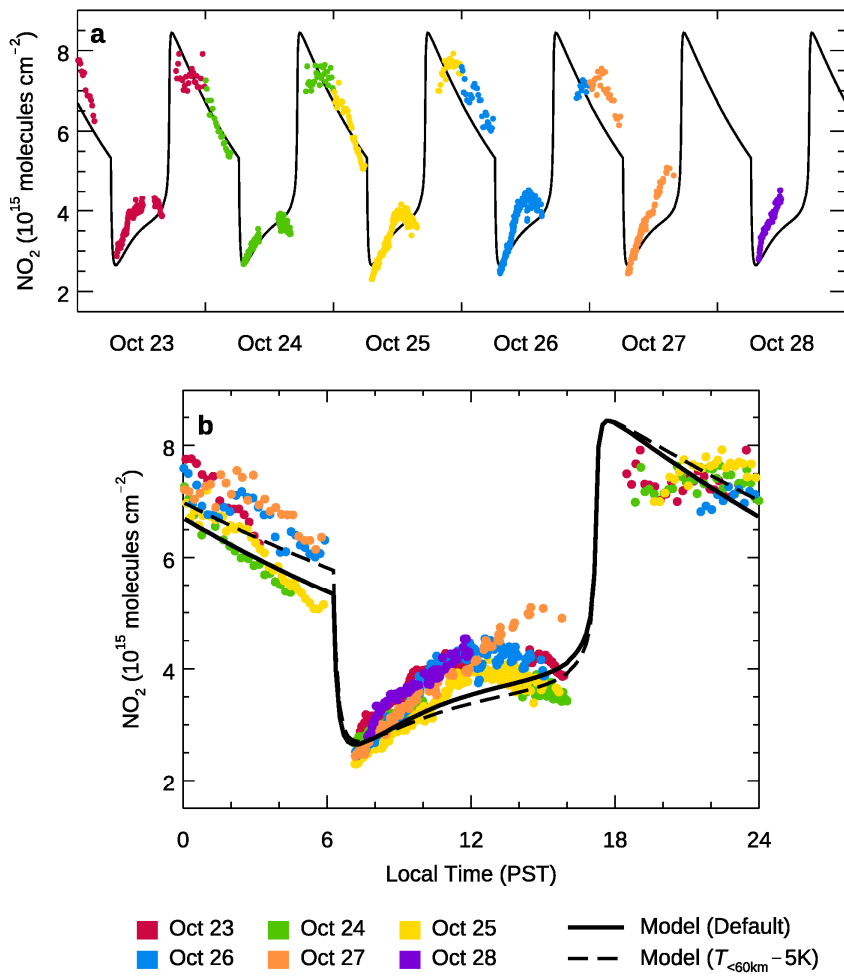 a
8
6
4
2
NO2 (10^15 molecules cm^−2)
Oct 23 Oct 24 Oct 25 Oct 26 Oct 27 Oct 28
b
8
6
4
2
NO2 (10^15 molecules cm^−2)
0 6 12 18 24
Local Time (PST)
Oct 23 Oct 24 Oct 25 Model (Default)
Oct 26 Oct 27 Oct 28 Model (T<60km − 5K)